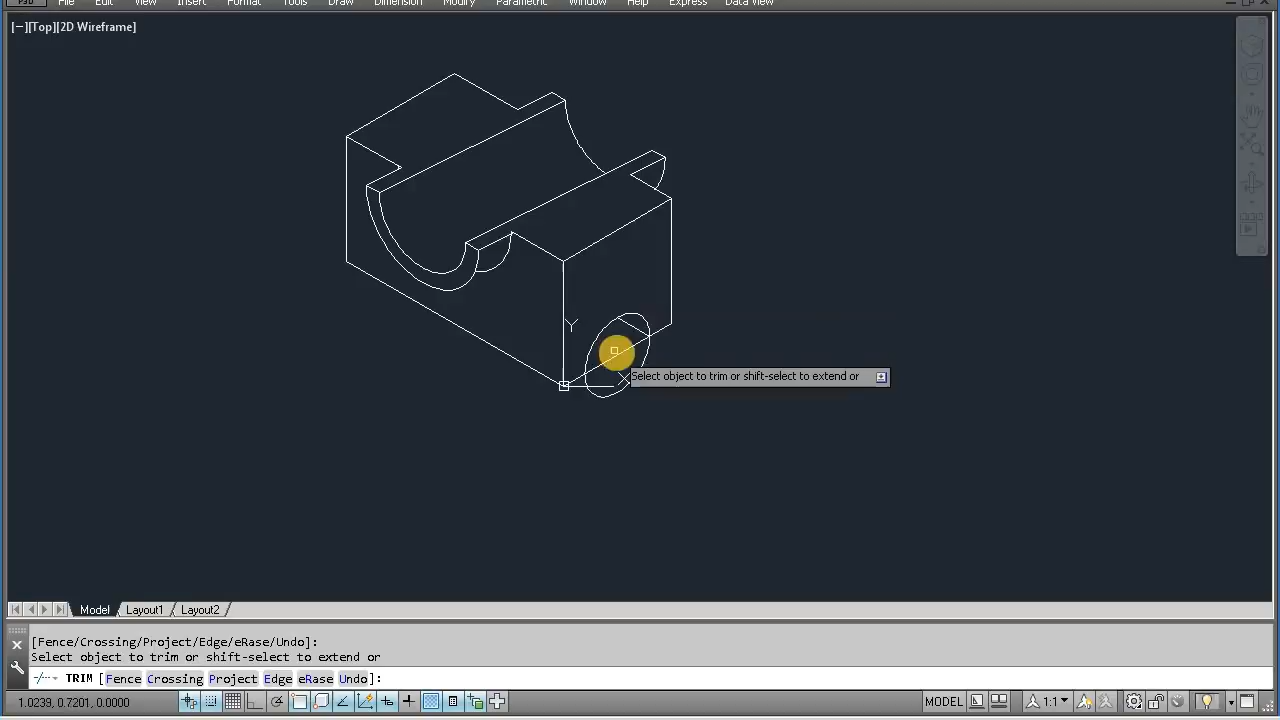 File Edit View Insert Format Tools Draw Dimension Modify Parametric Window Help Express Data View
[−][Top][2D Wireframe]
Y
X
Select object to trim or shift-select to extend or
Model Layout1 Layout2
[Fence/Crossing/Project/Edge/eRase/Undo]:
Select object to trim or shift-select to extend or
TRIM [Fence Crossing Project Edge eRase Undo]:
1.0239, 0.7201, 0.0000 MODEL 1:1